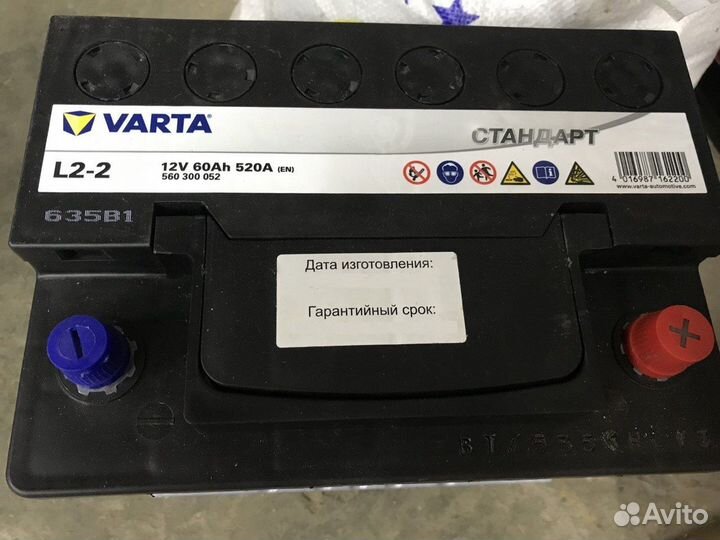 VARTA
СТАНДАРТ
L2-2
12V 60Ah 520A (EN)
560 300 052
4 016987 162200
www.varta-automotive.com
635B1
Дата изготовления:
Гарантийный срок:
Avito